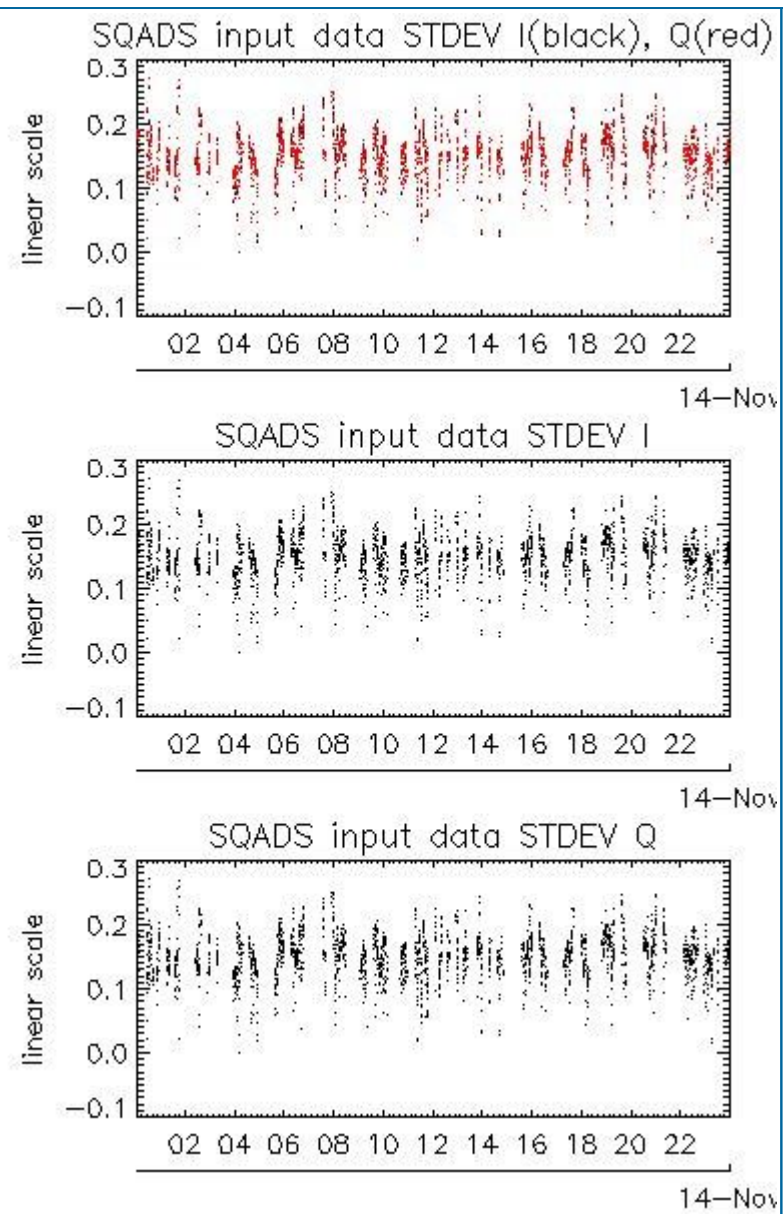 SQADS input data STDEV I(black), Q(red)
0.3
0.2
0.1
0.0
−0.1
linear scale
02 04 06 08 10 12 14 16 18 20 22
14−Nov
SQADS input data STDEV I
0.3
0.2
0.1
0.0
−0.1
linear scale
02 04 06 08 10 12 14 16 18 20 22
14−Nov
SQADS input data STDEV Q
0.3
0.2
0.1
0.0
−0.1
linear scale
02 04 06 08 10 12 14 16 18 20 22
14−Nov